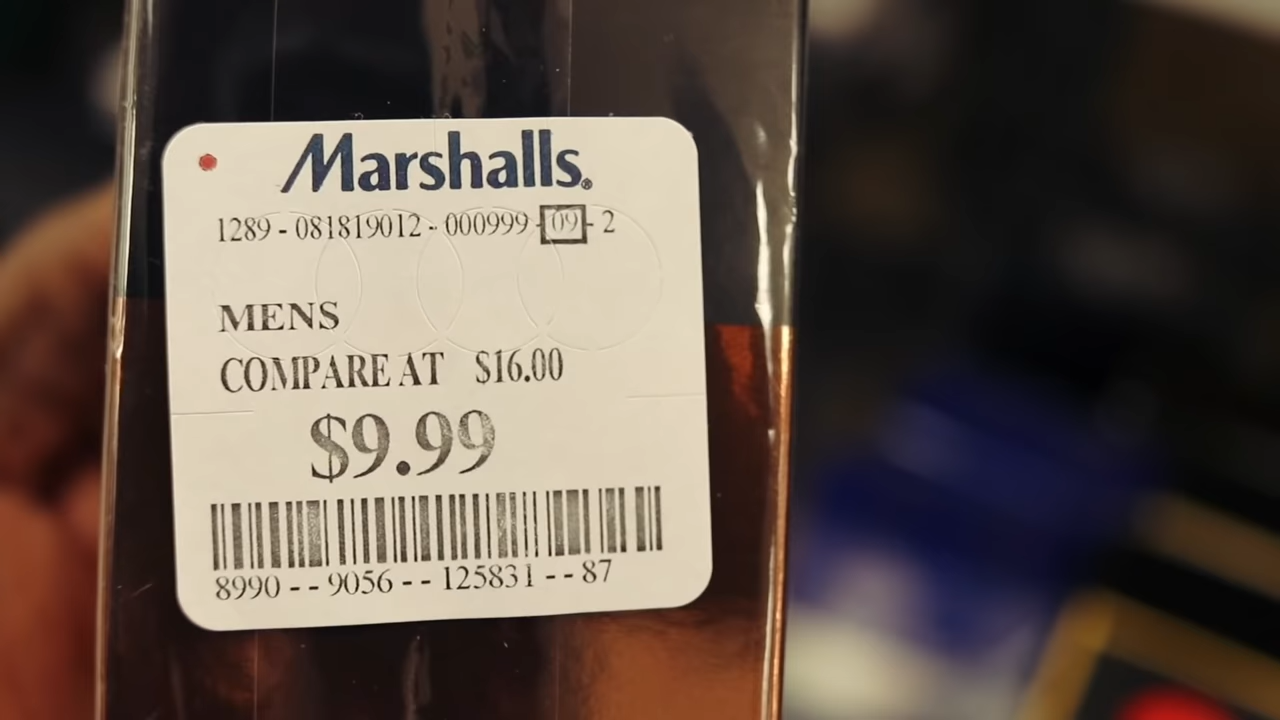 Marshalls®
1289 - 081819012 - 000999 - 09 - 2
MENS
COMPARE AT $16.00
$9.99
8990 - - 9056 - - 125831 - - 87